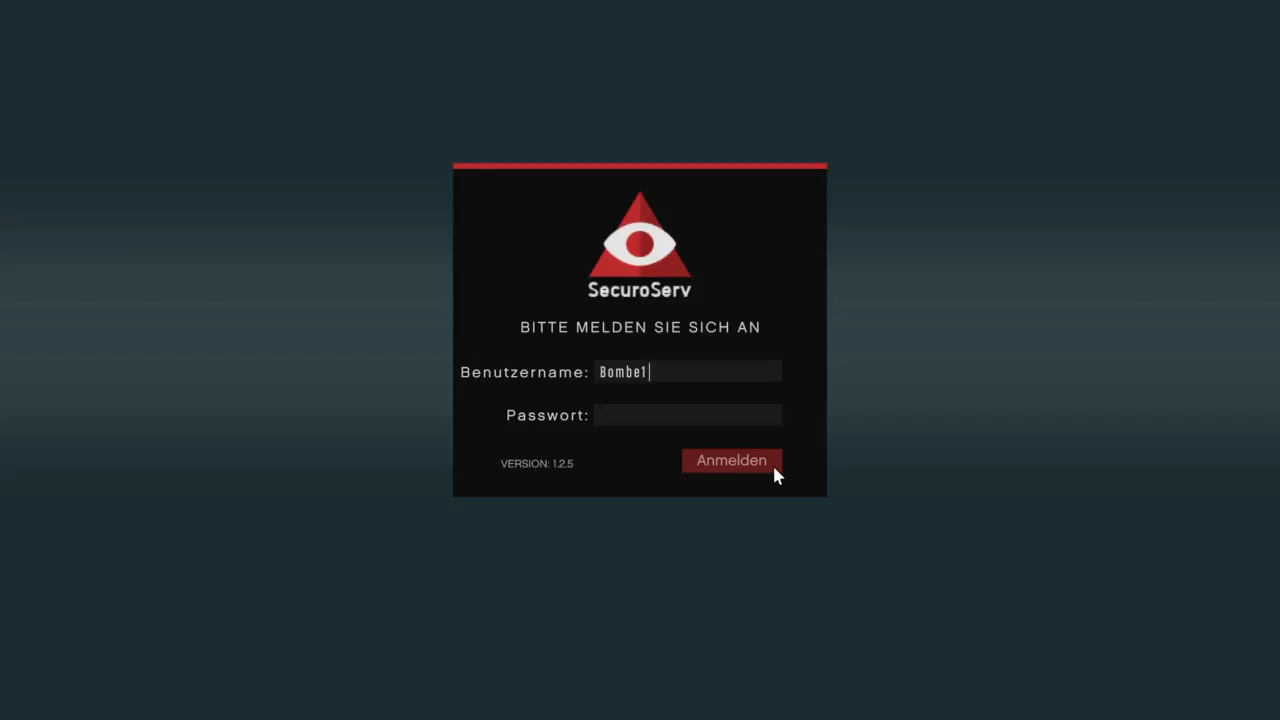 SecuroServ
BITTE MELDEN SIE SICH AN
Benutzername: Bombe1
Passwort:
VERSION: 1.2.5
Anmelden